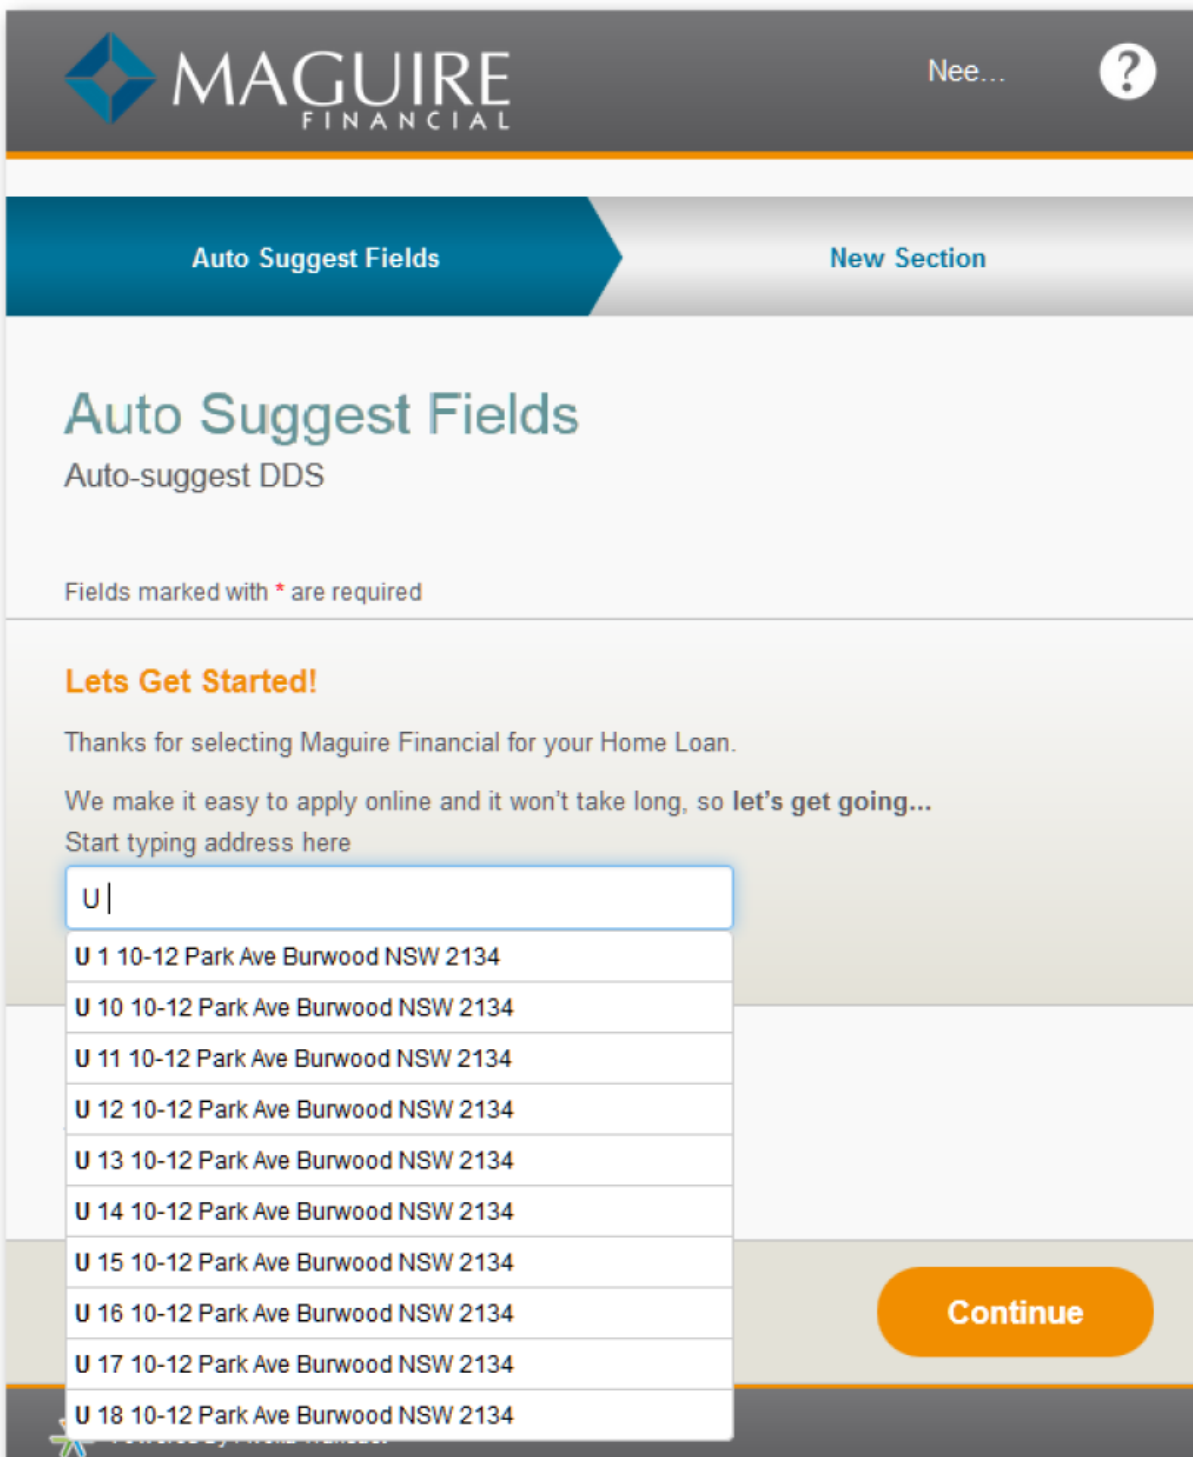 MAGUIRE
FINANCIAL
Nee...
?
Auto Suggest Fields
New Section
Auto Suggest Fields
Auto-suggest DDS
Fields marked with * are required
Lets Get Started!
Thanks for selecting Maguire Financial for your Home Loan.
We make it easy to apply online and it won't take long, so let's get going...
Start typing address here
U
U 1 10-12 Park Ave Burwood NSW 2134
U 10 10-12 Park Ave Burwood NSW 2134
U 11 10-12 Park Ave Burwood NSW 2134
U 12 10-12 Park Ave Burwood NSW 2134
U 13 10-12 Park Ave Burwood NSW 2134
U 14 10-12 Park Ave Burwood NSW 2134
U 15 10-12 Park Ave Burwood NSW 2134
U 16 10-12 Park Ave Burwood NSW 2134
U 17 10-12 Park Ave Burwood NSW 2134
U 18 10-12 Park Ave Burwood NSW 2134
Continue